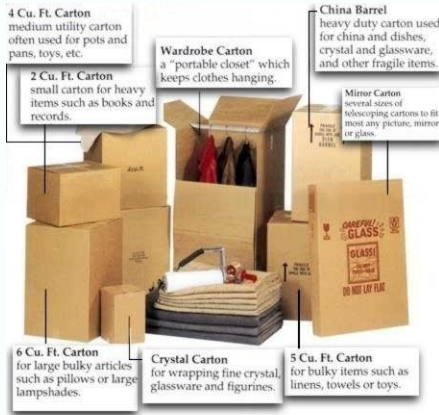 4 Cu. Ft. Carton
medium utility carton
often used for pots and
pans, toys, etc.
2 Cu. Ft. Carton
small carton for heavy
items such as books and
records.
Wardrobe Carton
a "portable closet" which
keeps clothes hanging.
China Barrel
heavy duty carton used
for china and dishes,
crystal and glassware,
and other fragile items.
Mirror Carton
several sizes of
telescoping cartons to fit
most any picture, mirror
or glass.
CAREFUL!
GLASS
GLASS!
DO NOT LAY FLAT
6 Cu. Ft. Carton
for large bulky articles
such as pillows or large
lampshades.
Crystal Carton
for wrapping fine crystal,
glassware and figurines.
5 Cu. Ft. Carton
for bulky items such as
linens, towels or toys.